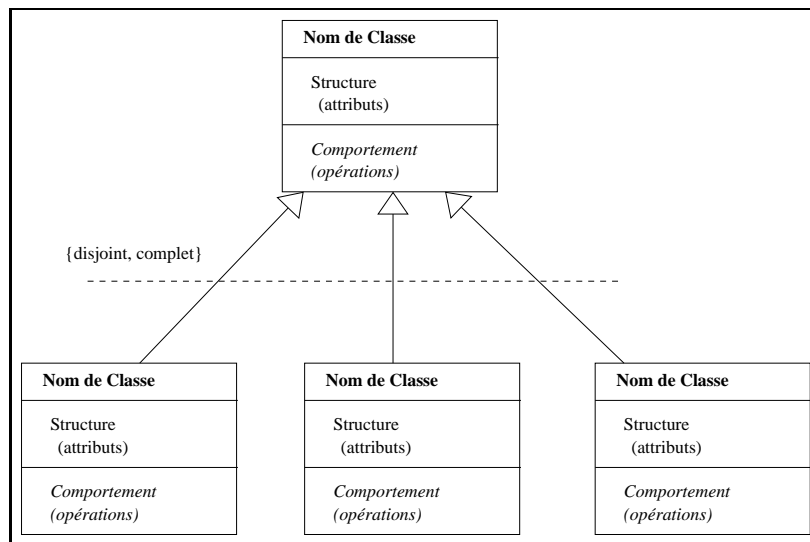 Nom de Classe
Structure
(attributs)
Comportement
(opérations)
{disjoint, complet}
Nom de Classe
Structure
(attributs)
Comportement
(opérations)
Nom de Classe
Structure
(attributs)
Comportement
(opérations)
Nom de Classe
Structure
(attributs)
Comportement
(opérations)